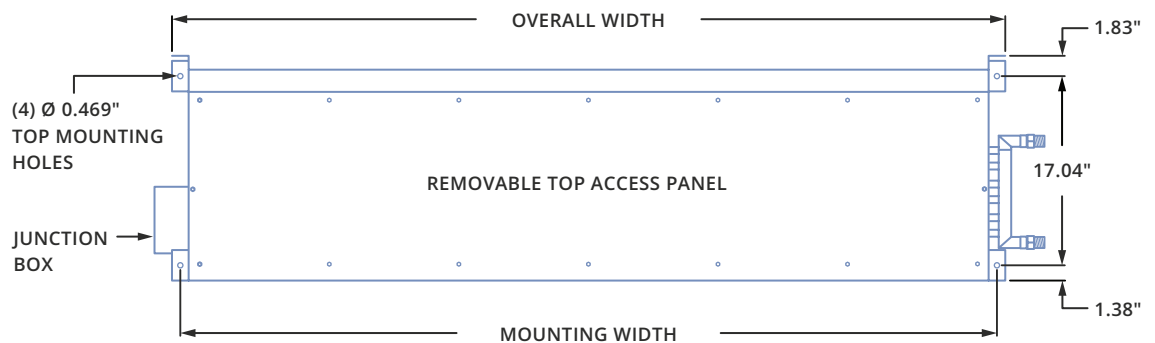 OVERALL WIDTH
1.83"
(4) Ø 0.469"
TOP MOUNTING
HOLES
17.04"
REMOVABLE TOP ACCESS PANEL
JUNCTION
BOX
1.38"
MOUNTING WIDTH